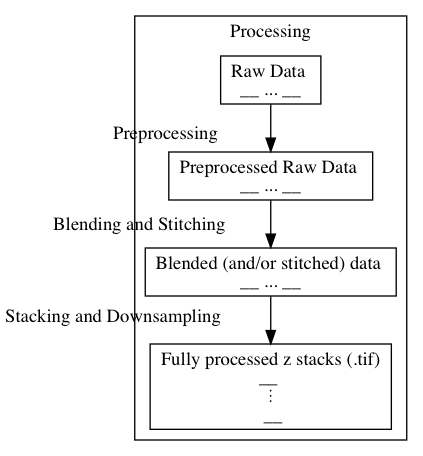 Processing
Raw Data
__ ... __
Preprocessing
Preprocessed Raw Data
__ ... __
Blending and Stitching
Blended (and/or stitched) data
__ ... __
Stacking and Downsampling
Fully processed z stacks (.tif)
__
⋮
__